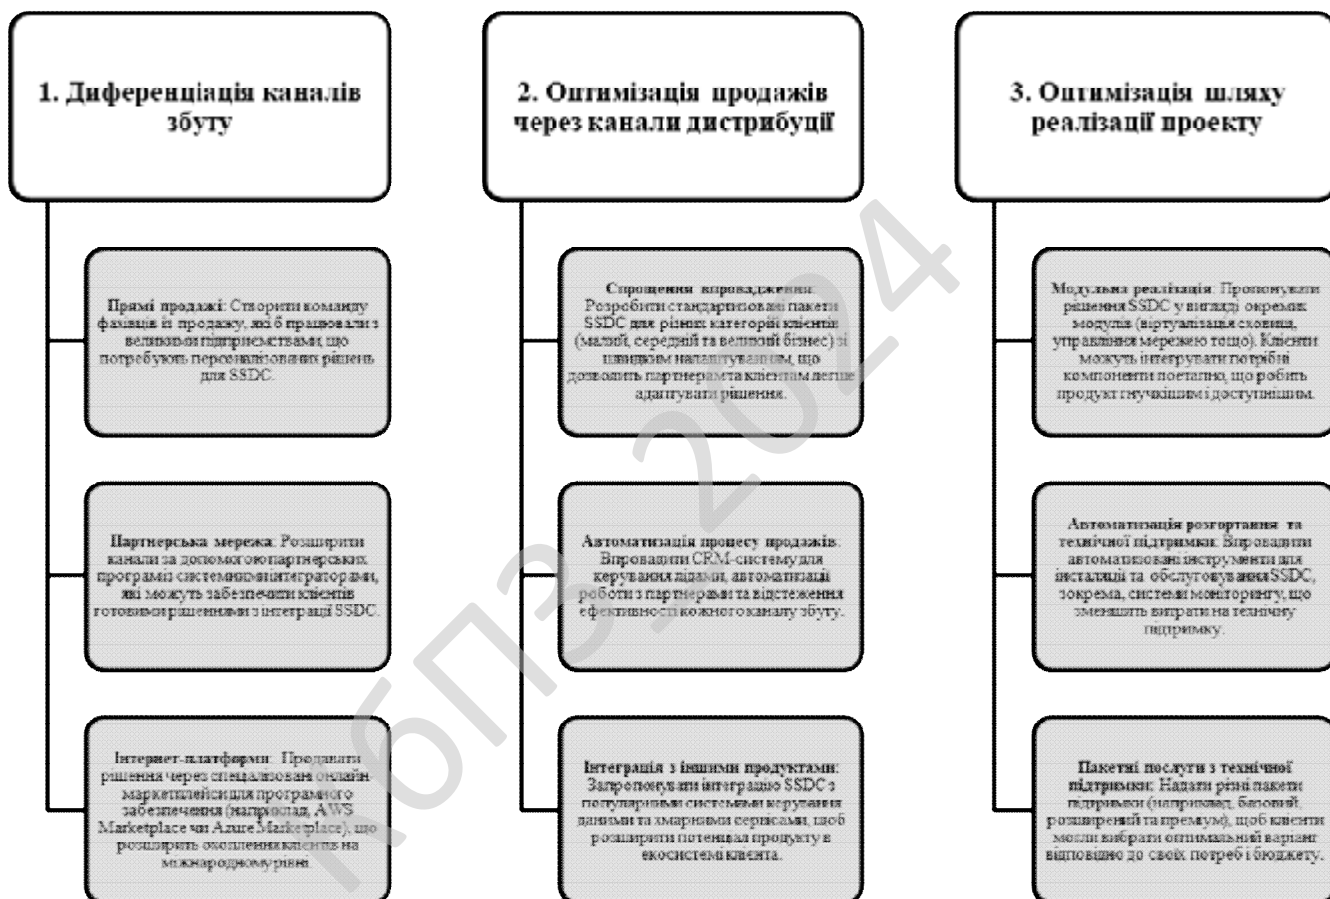 1. Диференціація каналів
збуту
Прямі продажі: Створити команду
фахівців із продажу, які б працювали з
великими підприємствами, що
потребують персоналізованих рішень
для SSDC.
Партнерська мережа: Розширити
канали за допомогою партнерських
програм із системними інтеграторами,
які можуть забезпечити клієнтів
готовими рішеннями з інтеграції SSDC.
Інтернет-платформи: Продавати
рішення через спеціалізовані онлайн-
маркетплейси для програмного
забезпечення (наприклад, AWS
Marketplace чи Azure Marketplace), що
розширить охоплення клієнтів на
міжнародному рівні.
2. Оптимізація продажів
через канали дистрибуції
Спрощення впровадження:
Розробити стандартизовані пакети
SSDC для різних категорій клієнтів
(малий, середній та великий бізнес) зі
швидким налаштуванням, що
дозволить партнерам та клієнтам легше
адаптувати рішення.
Автоматизація процесу продажів:
Впровадити CRM-систему для
керування лідами, автоматизації
роботи з партнерами та відстеження
ефективності кожного каналу збуту.
Інтеграція з іншими продуктами:
Запропонувати інтеграцію SSDC з
популярними системами керування
даними та хмарними сервісами, щоб
розширити потенціал продукту в
екосистемі клієнта.
3. Оптимізація шляху
реалізації проекту
Модульна реалізація: Пропонувати
рішення SSDC у вигляді окремих
модулів (віртуалізація сховищ,
управління мережею тощо). Клієнти
можуть інтегрувати потрібні
компоненти поетапно, що робить
продукт гнучкішим і доступнішим.
Автоматизація розгортання та
технічної підтримки: Впровадити
автоматизовані інструменти для
інсталяції та обслуговування SSDC,
зокрема, системи моніторингу, що
зменшить витрати на технічну
підтримку.
Пакетні послуги з технічної
підтримки: Надати різні пакети
підтримки (наприклад, базовий,
розширений та преміум), щоб клієнти
могли вибрати оптимальний варіант
відповідно до своїх потреб і бюджету.
КбПЗ_2024